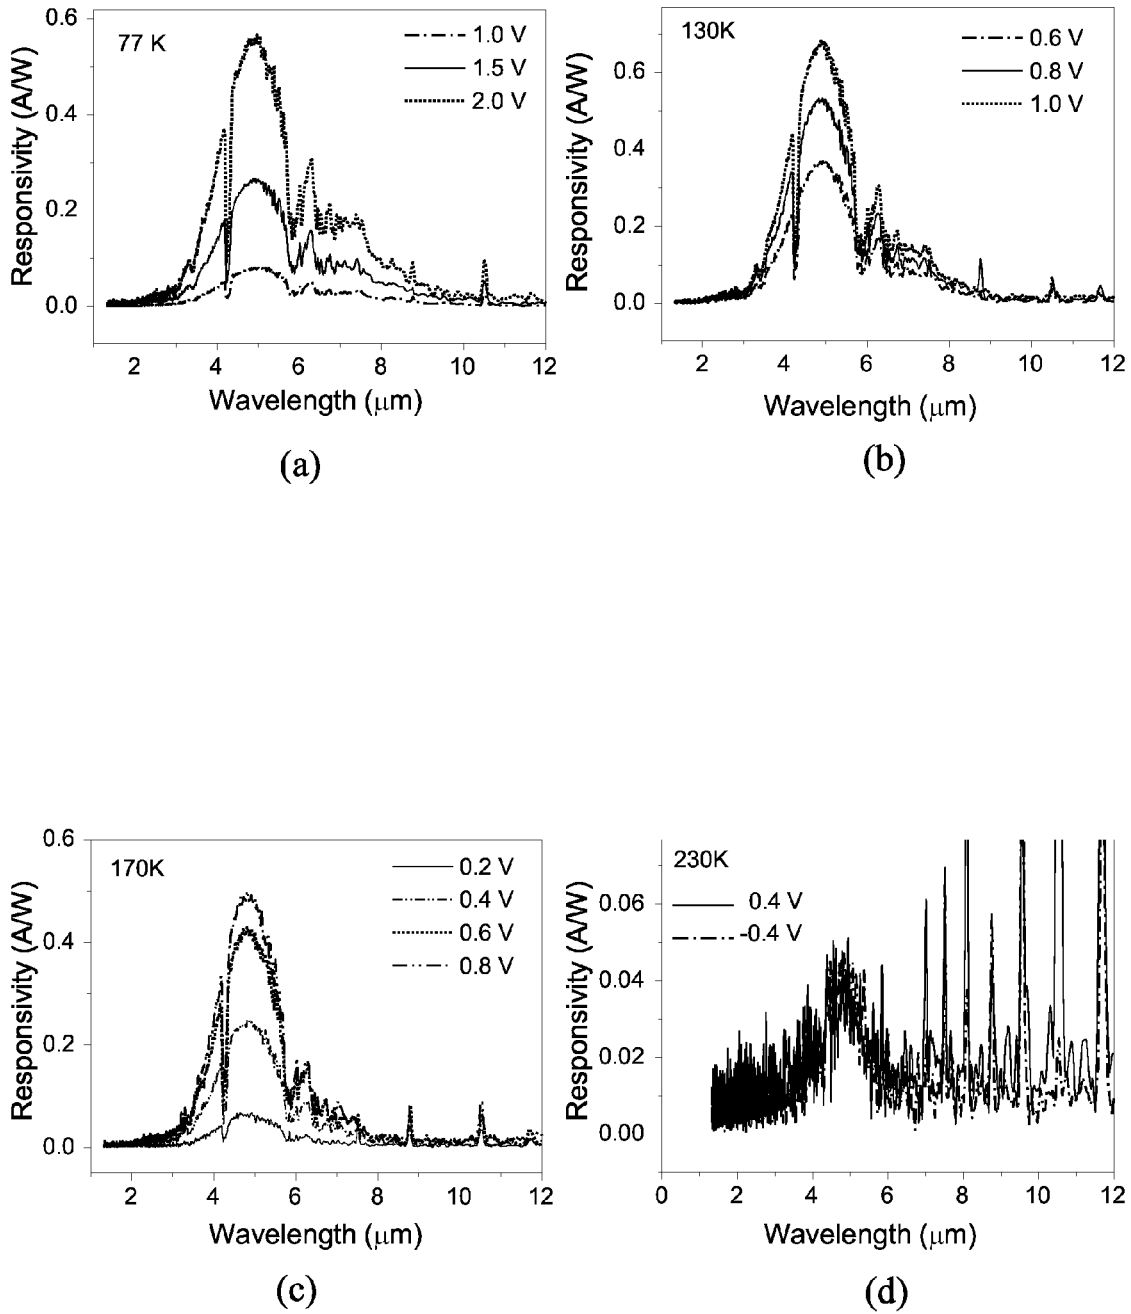 77 K
1.0 V
1.5 V
2.0 V
0.6
0.4
0.2
0.0
Responsivity (A/W)
2 4 6 8 10 12
Wavelength (μm)
(a)
130K
0.6 V
0.8 V
1.0 V
0.6
0.4
0.2
0.0
Responsivity (A/W)
2 4 6 8 10 12
Wavelength (μm)
(b)
170K
0.2 V
0.4 V
0.6 V
0.8 V
0.6
0.4
0.2
0.0
Responsivity (A/W)
2 4 6 8 10 12
Wavelength (μm)
(c)
230K
0.4 V
-0.4 V
0.06
0.04
0.02
0.00
Responsivity (A/W)
0 2 4 6 8 10 12
Wavelength (μm)
(d)